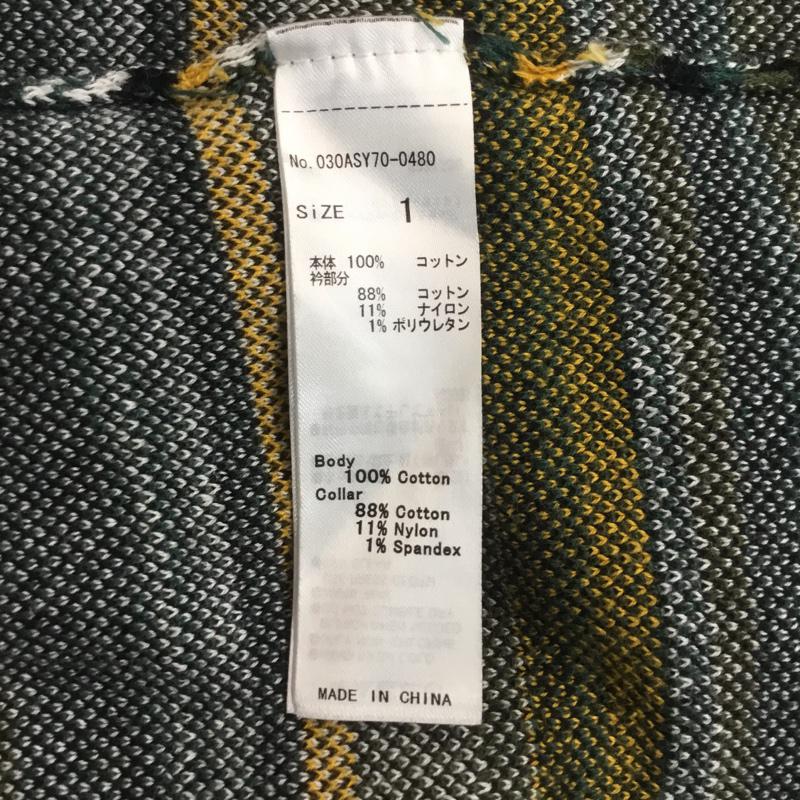 No. 030ASY70-0480
SiZE 1
本体 100% コットン
衿部分
88% コットン
11% ナイロン
1% ポリウレタン
Body
100% Cotton
Collar
88% Cotton
11% Nylon
1% Spandex
MADE IN CHINA